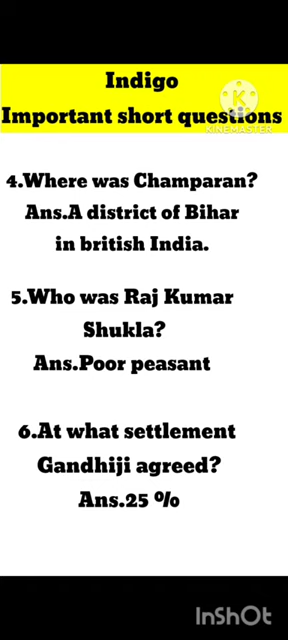 Indigo
Important short questions
KINEMASTER
4.Where was Champaran?
Ans.A district of Bihar
in british India.
5.Who was Raj Kumar
Shukla?
Ans.Poor peasant
6.At what settlement
Gandhiji agreed?
Ans.25 %
InShOt